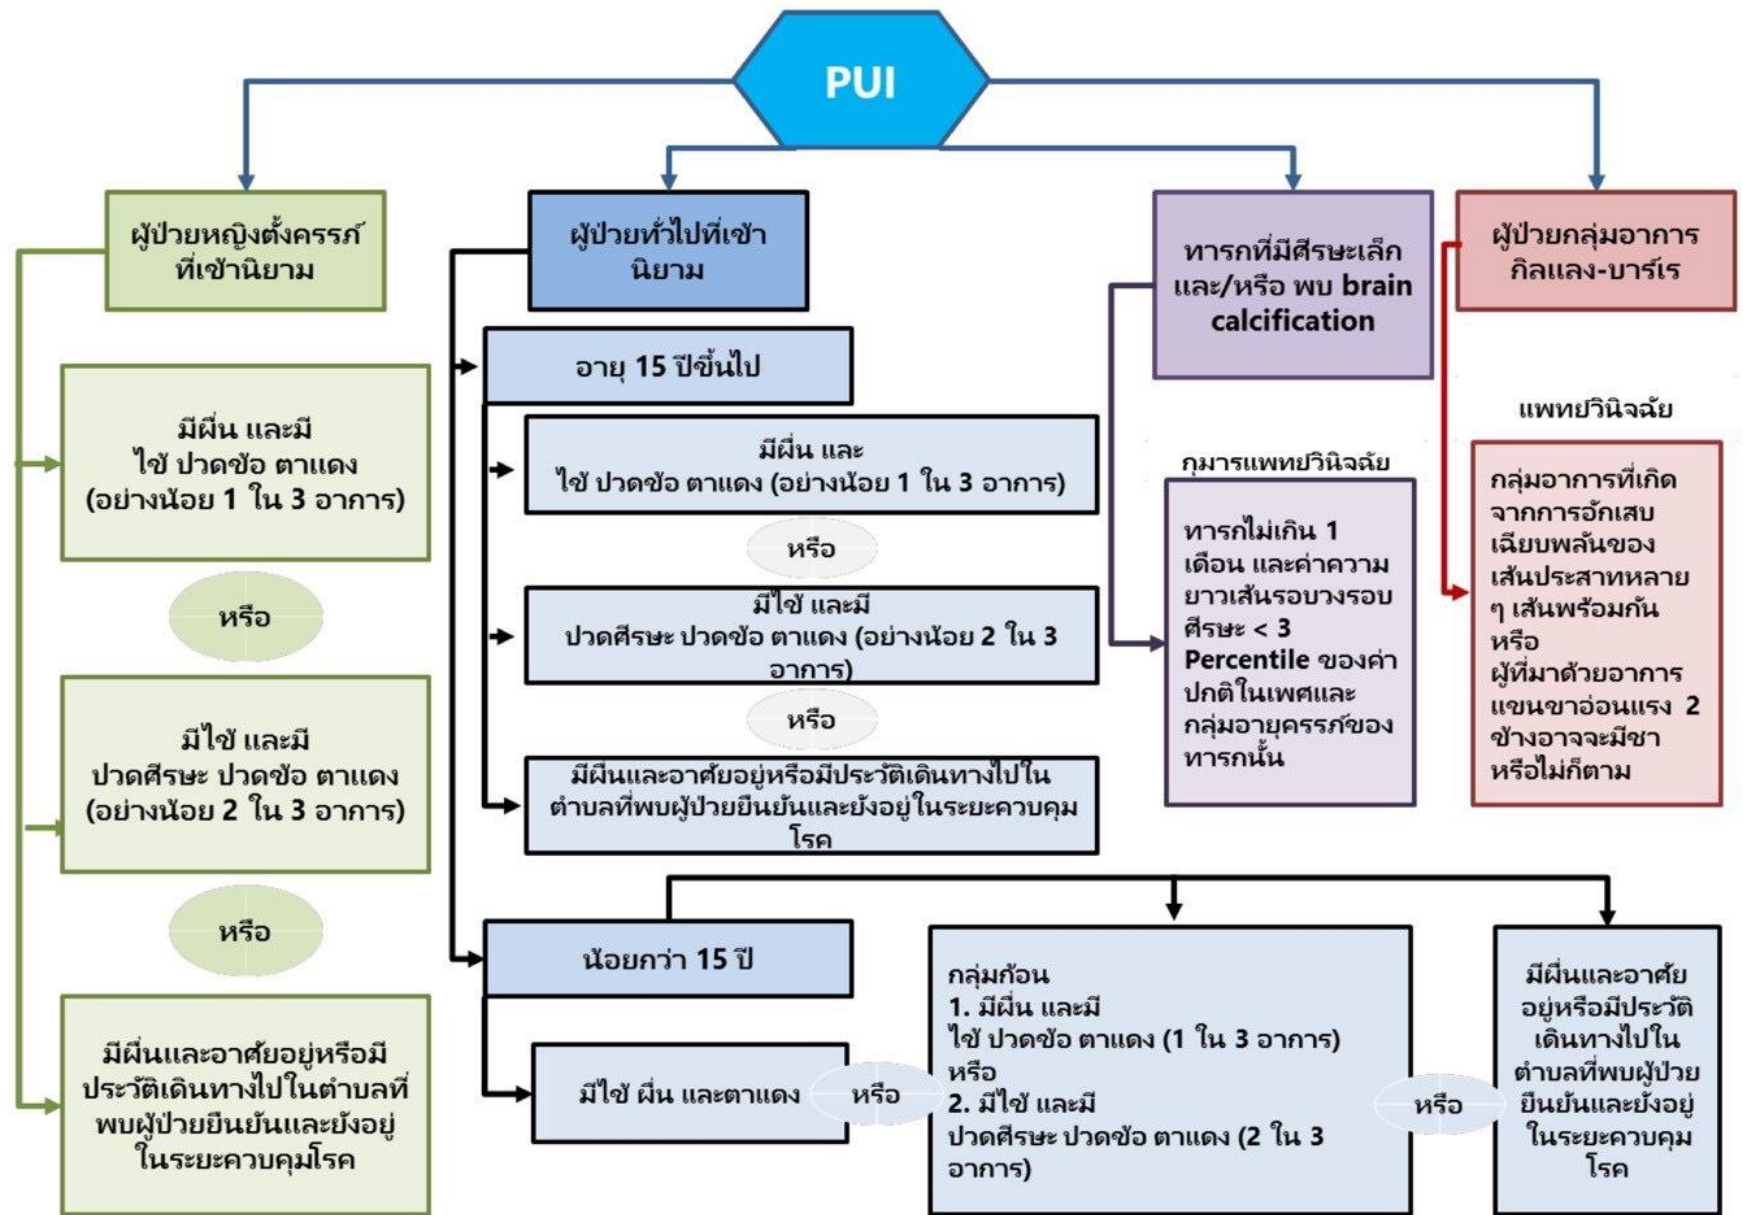 PUI
ผู้ป่วยหญิงตั้งครรภ์
ที่เข้านิยาม
มีผื่น และมี
ไข้ ปวดข้อ ตาแดง
(อย่างน้อย 1 ใน 3 อาการ)
หรือ
มีไข้ และมี
ปวดศีรษะ ปวดข้อ ตาแดง
(อย่างน้อย 2 ใน 3 อาการ)
หรือ
มีผื่นและอาศัยอยู่หรือมี
ประวัติเดินทางไปในตำบลที่
พบผู้ป่วยยืนยันและยังอยู่
ในระยะควบคุมโรค
ผู้ป่วยทั่วไปที่เข้า
นิยาม
อายุ 15 ปีขึ้นไป
มีผื่น และ
ไข้ ปวดข้อ ตาแดง (อย่างน้อย 1 ใน 3 อาการ)
หรือ
มีไข้ และมี
ปวดศีรษะ ปวดข้อ ตาแดง (อย่างน้อย 2 ใน 3
อาการ)
หรือ
มีผื่นและอาศัยอยู่หรือมีประวัติเดินทางไปใน
ตำบลที่พบผู้ป่วยยืนยันและยังอยู่ในระยะควบคุม
โรค
น้อยกว่า 15 ปี
มีไข้ ผื่น และตาแดง
หรือ
กลุ่มก้อน
1. มีผื่น และมี
ไข้ ปวดข้อ ตาแดง (1 ใน 3 อาการ)
หรือ
2. มีไข้ และมี
ปวดศีรษะ ปวดข้อ ตาแดง (2 ใน 3
อาการ)
หรือ
มีผื่นและอาศัย
อยู่หรือมีประวัติ
เดินทางไปใน
ตำบลที่พบผู้ป่วย
ยืนยันและยังอยู่
ในระยะควบคุม
โรค
ทารกที่มีศีรษะเล็ก
และ/หรือ พบ brain
calcification
กุมารแพทย์วินิจฉัย
ทารกไม่เกิน 1
เดือน และค่าความ
ยาวเส้นรอบวงรอบ
ศีรษะ < 3
Percentile ของค่า
ปกติในเพศและ
กลุ่มอายุครรภ์ของ
ทารกนั้น
ผู้ป่วยกลุ่มอาการ
กิลแลง-บาร์เร
แพทย์วินิจฉัย
กลุ่มอาการที่เกิด
จากการอักเสบ
เฉียบพลันของ
เส้นประสาทหลาย
ๆ เส้นพร้อมกัน
หรือ
ผู้ที่มาด้วยอาการ
แขนขาอ่อนแรง 2
ข้างอาจจะมีชา
หรือไม่ก็ตาม